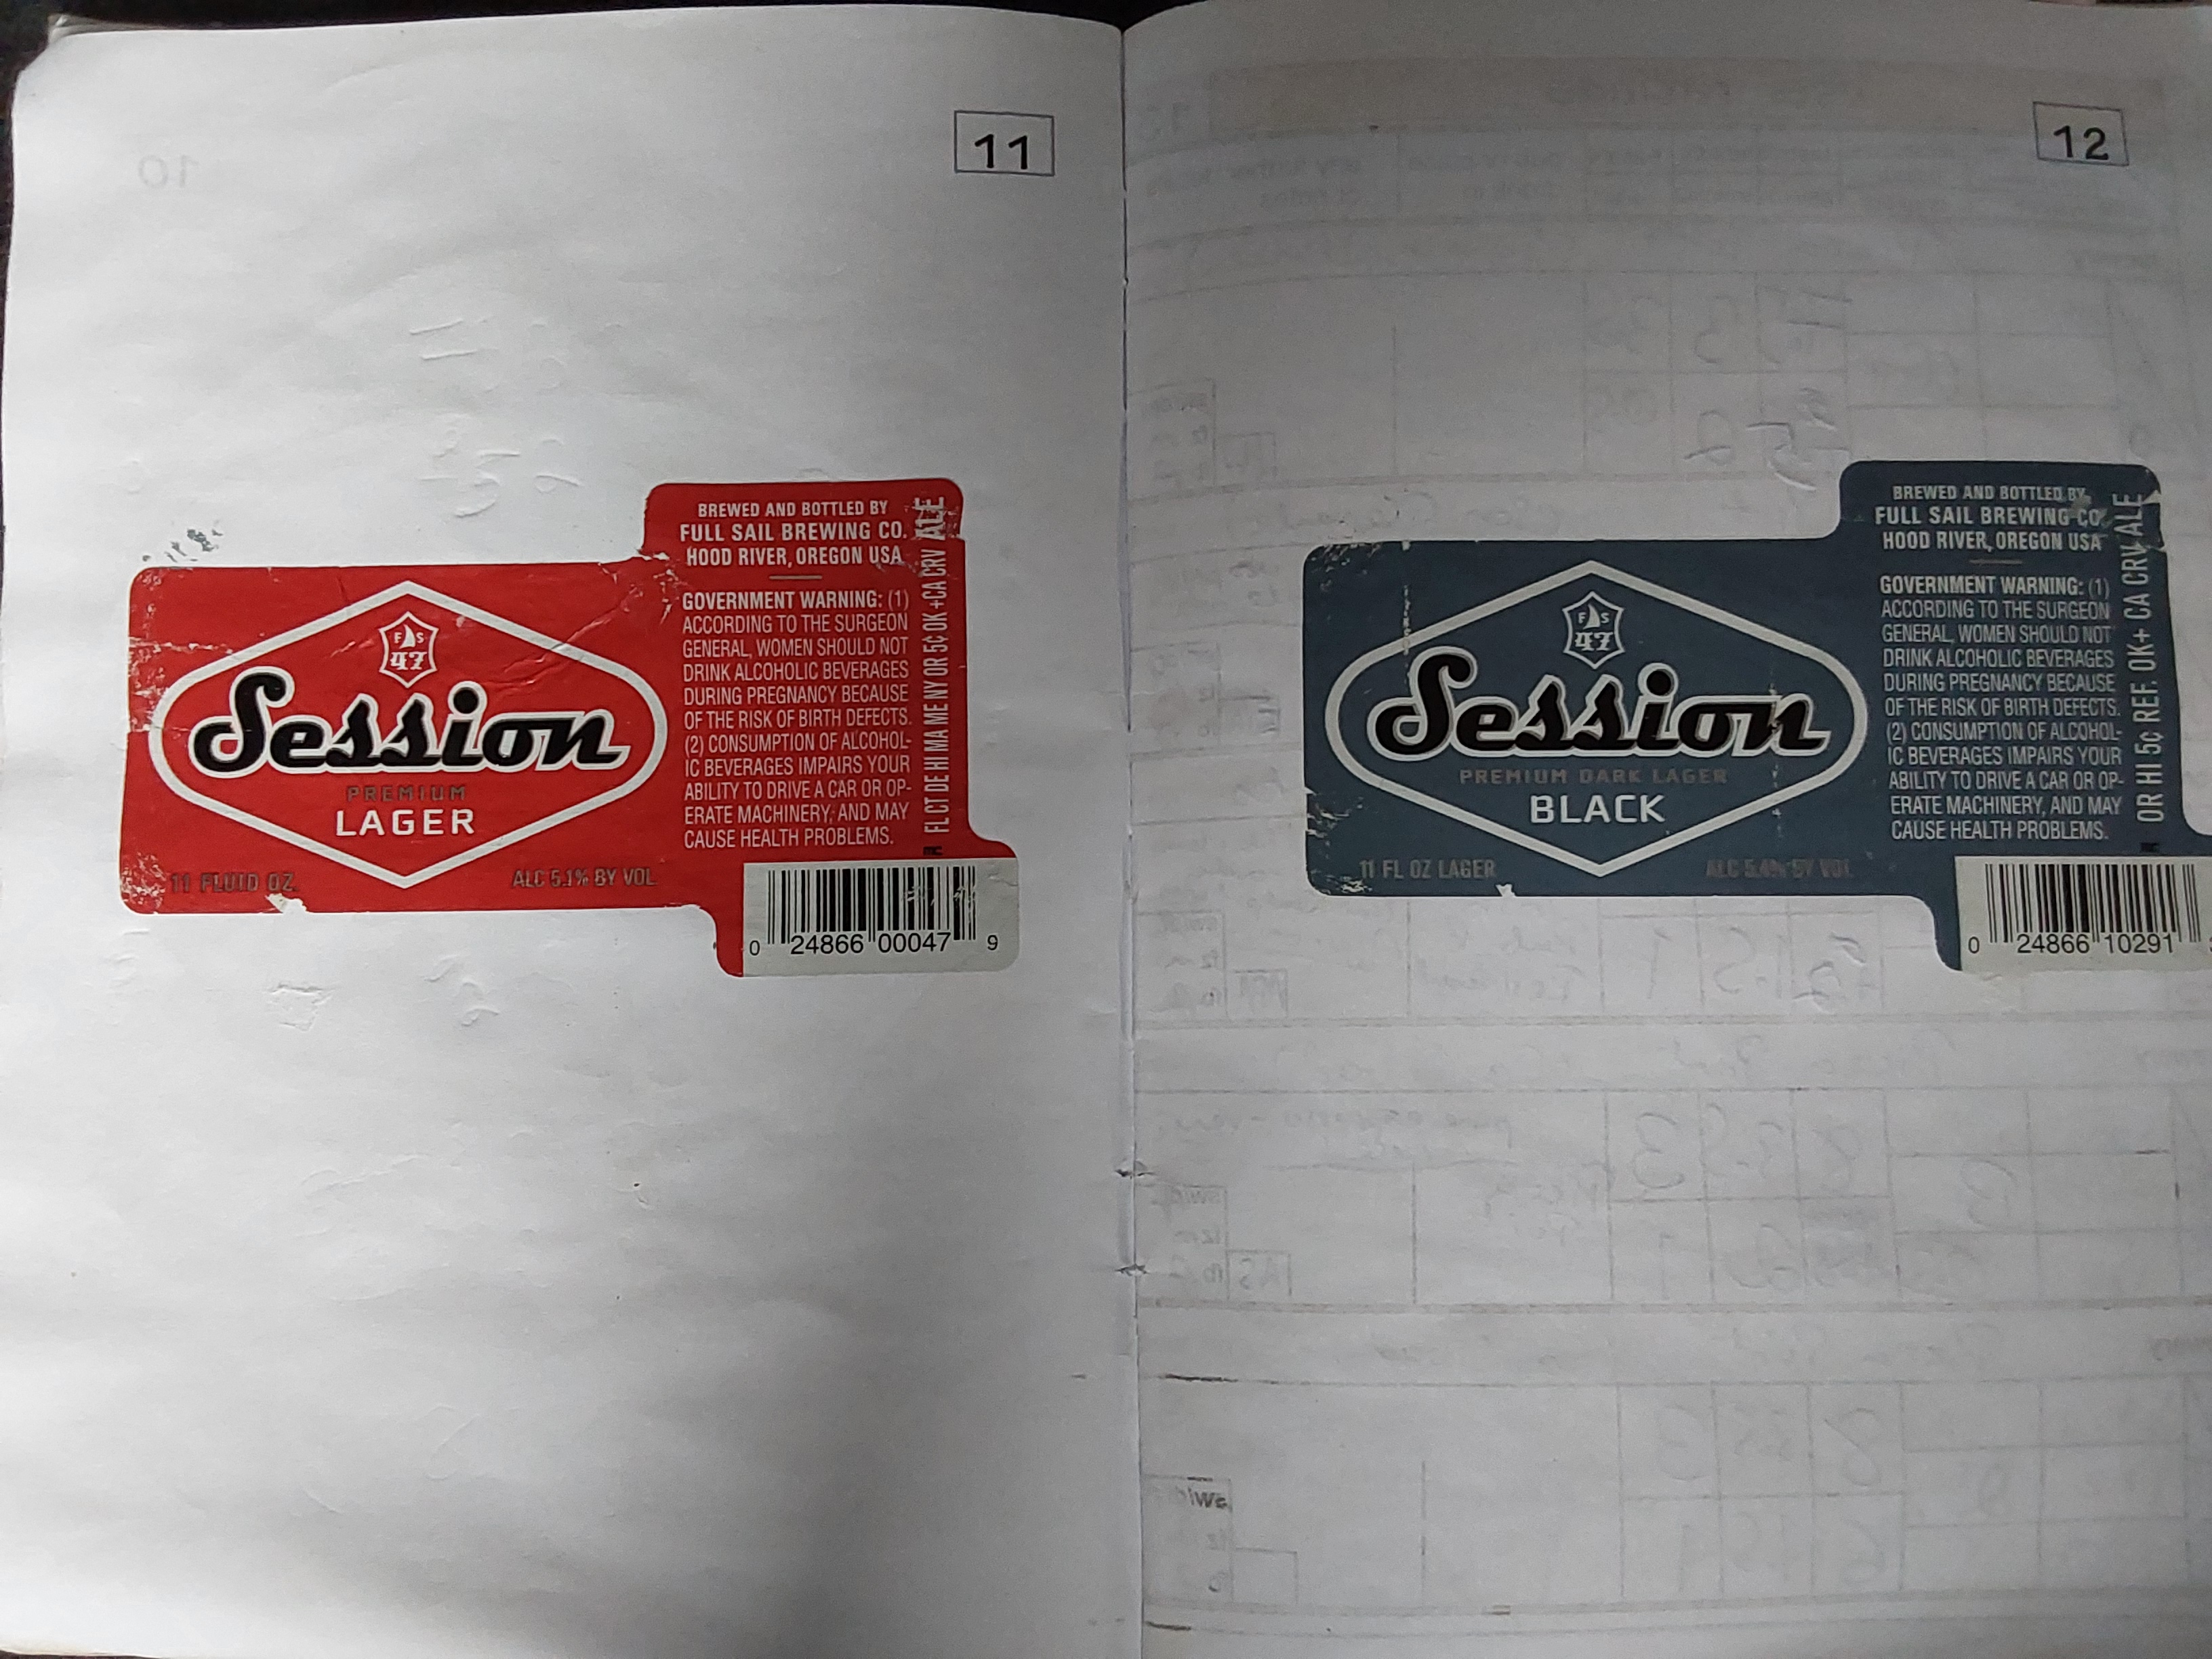 11
BREWED AND BOTTLED BY
FULL SAIL BREWING CO.
HOOD RIVER, OREGON USA
GOVERNMENT WARNING: (1)
ACCORDING TO THE SURGEON
GENERAL, WOMEN SHOULD NOT
DRINK ALCOHOLIC BEVERAGES
DURING PREGNANCY BECAUSE
OF THE RISK OF BIRTH DEFECTS.
(2) CONSUMPTION OF ALCOHOL-
IC BEVERAGES IMPAIRS YOUR
ABILITY TO DRIVE A CAR OR OP-
ERATE MACHINERY, AND MAY
CAUSE HEALTH PROBLEMS.
FL CT DE HI MA ME NY OR 5¢ OK +CA CRV ALE
F S
47
Session
PREMIUM
LAGER
11 FLUID OZ.
ALC 5.1% BY VOL
0 24866 00047 9
12
BREWED AND BOTTLED BY
FULL SAIL BREWING CO.
HOOD RIVER, OREGON USA
GOVERNMENT WARNING: (1)
ACCORDING TO THE SURGEON
GENERAL, WOMEN SHOULD NOT
DRINK ALCOHOLIC BEVERAGES
DURING PREGNANCY BECAUSE
OF THE RISK OF BIRTH DEFECTS.
(2) CONSUMPTION OF ALCOHOL-
IC BEVERAGES IMPAIRS YOUR
ABILITY TO DRIVE A CAR OR OP-
ERATE MACHINERY, AND MAY
CAUSE HEALTH PROBLEMS.
OR HI 5¢ REF. OK+ CA CRV ALE
F S
47
Session
PREMIUM DARK LAGER
BLACK
11 FL OZ LAGER
ALC 5.4% BY VOL
0 24866 10291